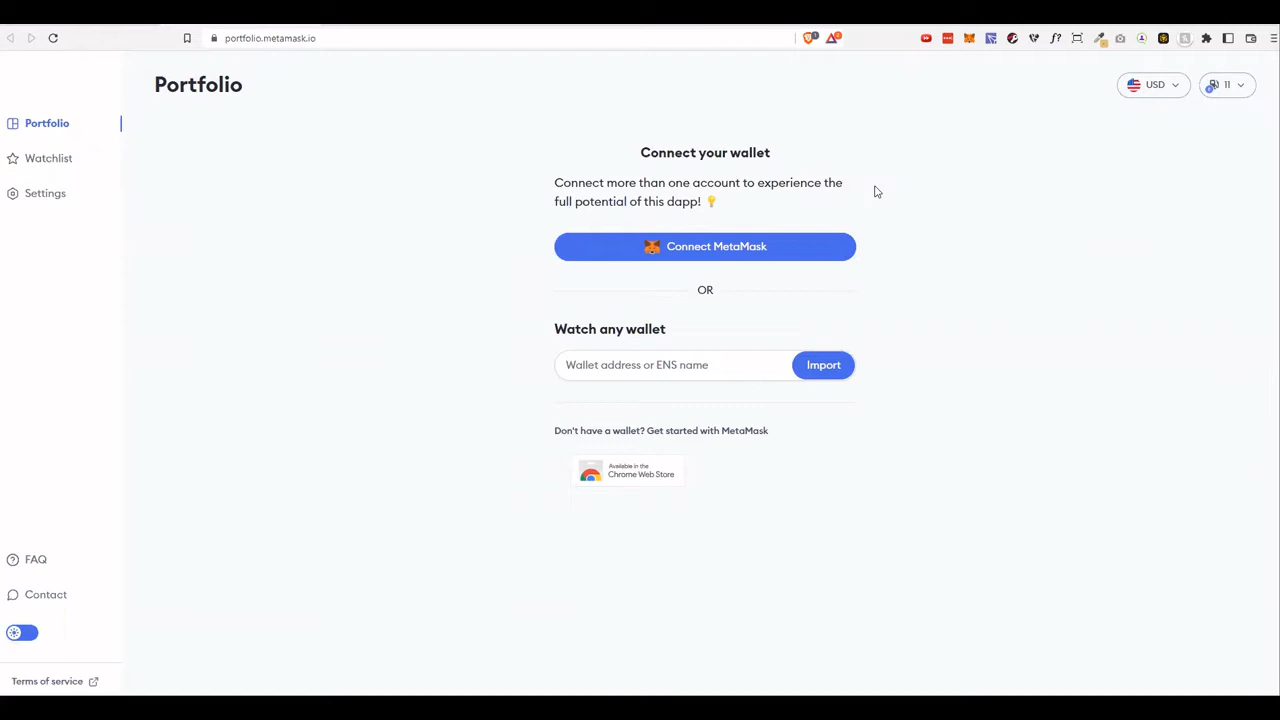 portfolio.metamask.io
Portfolio
USD
11
Portfolio
Watchlist
Settings
Connect your wallet
Connect more than one account to experience the
full potential of this dapp! 💡
Connect MetaMask
OR
Watch any wallet
Wallet address or ENS name
Import
Don't have a wallet? Get started with MetaMask
Available in the
Chrome Web Store
FAQ
Contact
Terms of service